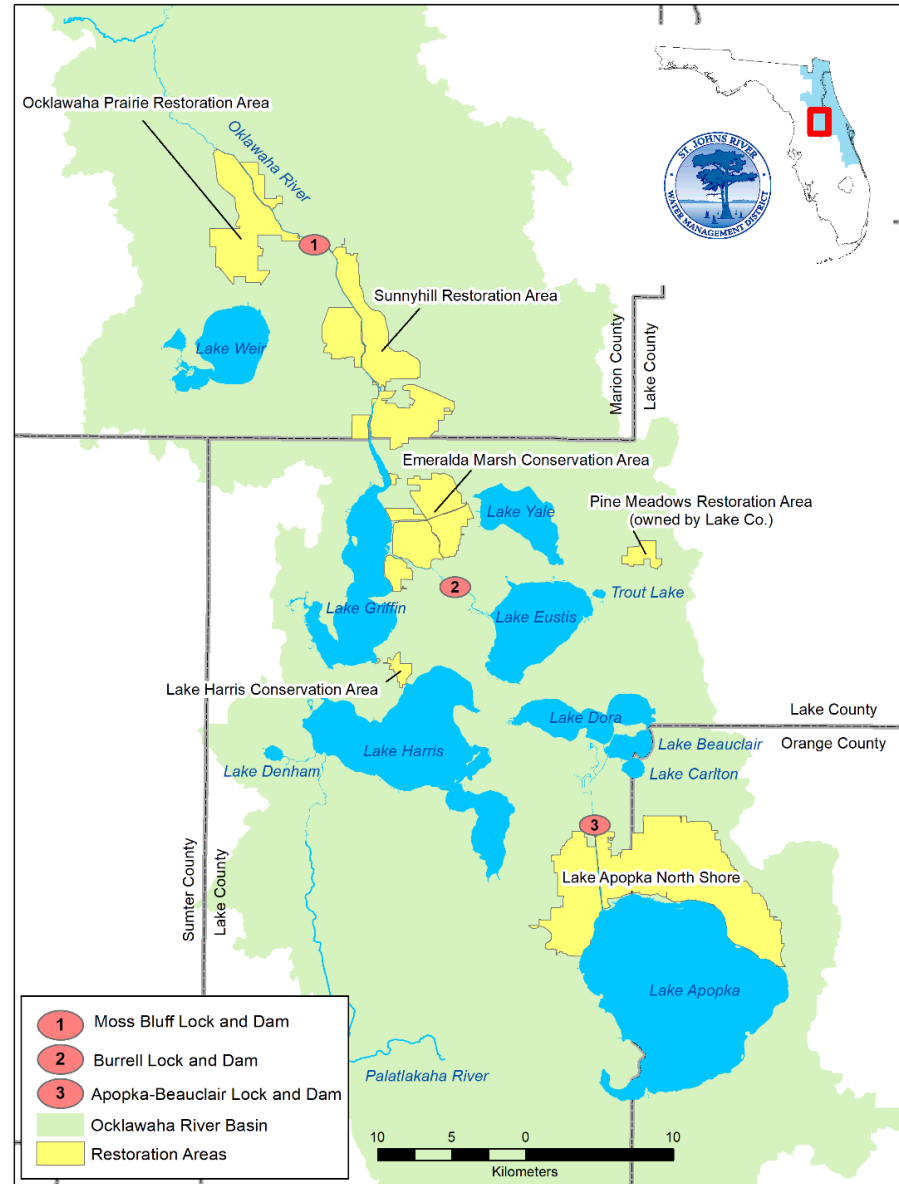 Ocklawaha Prairie Restoration Area
Oklawaha River
ST. JOHNS RIVER
WATER MANAGEMENT DISTRICT
1
Sunnyhill Restoration Area
Lake Weir
Marion County
Lake County
Emeralda Marsh Conservation Area
Lake Yale
Pine Meadows Restoration Area
(owned by Lake Co.)
2
Trout Lake
Lake Griffin
Lake Eustis
Lake Harris Conservation Area
Lake Dora
Lake County
Orange County
Lake Beauclair
Lake Harris
Lake Denham
Lake Carlton
3
Sumter County
Lake County
Lake Apopka North Shore
Lake Apopka
Palatlakaha River
1 Moss Bluff Lock and Dam
2 Burrell Lock and Dam
3 Apopka-Beauclair Lock and Dam
Ocklawaha River Basin
Restoration Areas
10 5 0 10
Kilometers